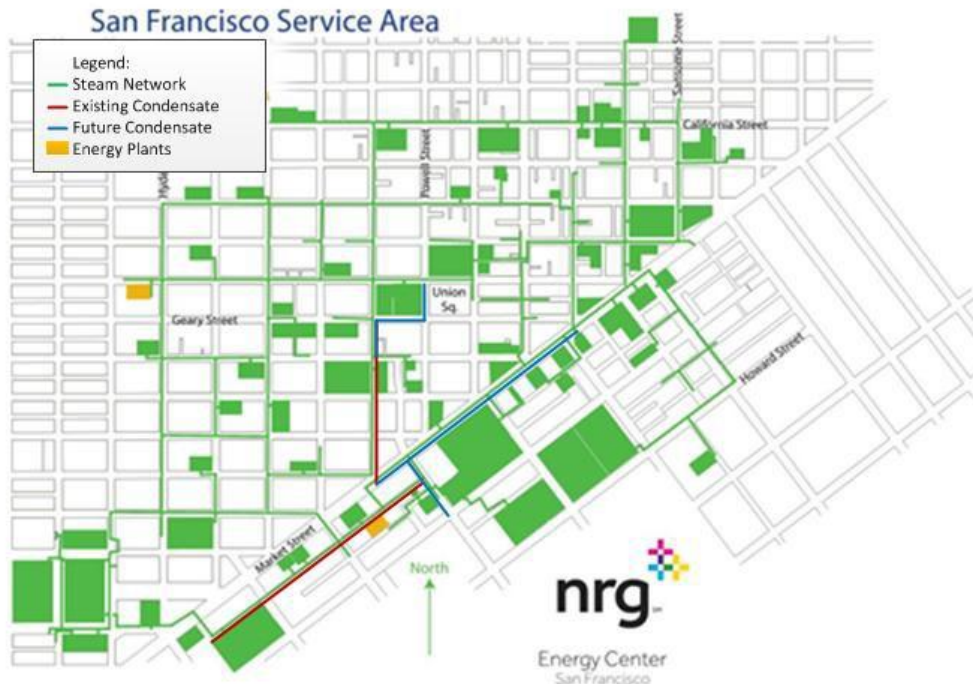 San Francisco Service Area
Legend:
Steam Network
Existing Condensate
Future Condensate
Energy Plants
Sansome Street
California Street
Hyde
Powell Street
Union
Sq.
Geary Street
Howard Street
Market Street
North
nrg
Energy Center
San Francisco